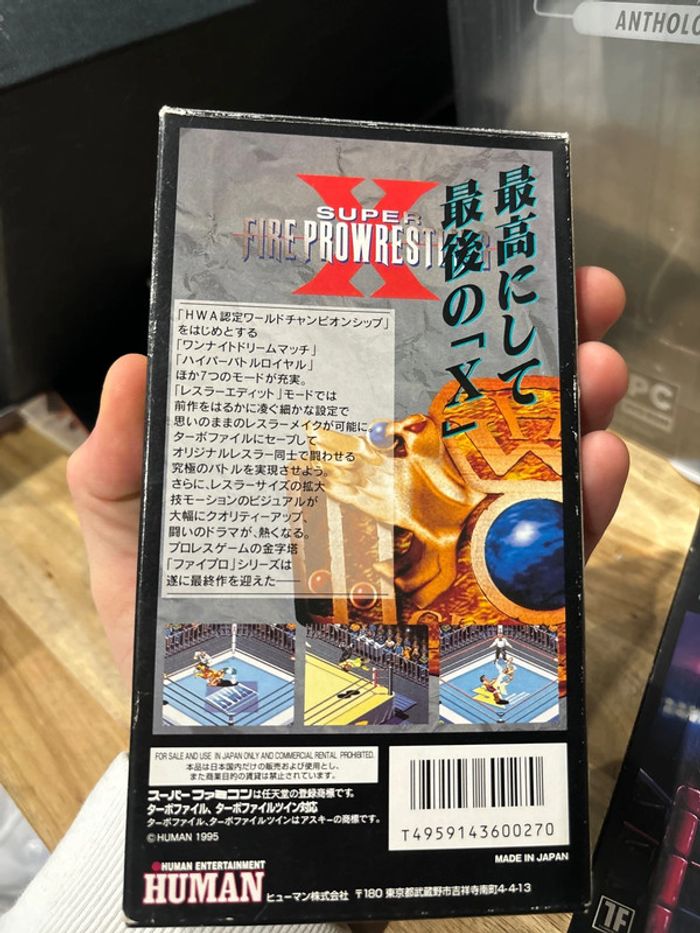 ANTHOLO
SUPER
FIRE PROWRESTLING
X
最高にして
最後の「X」
「HWA認定ワールドチャンピオンシップ」
をはじめとする
「ワンナイトドリームマッチ」
「ハイパーバトルロイヤル」
ほか7つのモードが充実。
「レスラーエディット」モードでは
前作をはるかに凌ぐ細かな設定で
思いのままのレスラーメイクが可能に。
ターボファイルにセーブして
オリジナルレスラー同士で闘わせる
究極のバトルを実現させよう。
さらに、レスラーサイズの拡大
技モーションのビジュアルが
大幅にクオリティーアップ、
闘いのドラマが、熱くなる。
プロレスゲームの金字塔
「ファイプロ」シリーズは
遂に最終作を迎えた──
HWA
FOR SALE AND USE IN JAPAN ONLY AND COMMERCIAL RENTAL PROHIBITED.
本品は日本国内だけの販売および使用とし、
また商業目的の賃貸は禁止されています。
スーパーファミコンは任天堂の登録商標です。
ターボファイル、ターボファイルツイン対応
ターボファイル、ターボファイルツインはアスキーの商標です。
© HUMAN 1995
T4959143600270
MADE IN JAPAN
HUMAN ENTERTAINMENT
HUMAN
ヒューマン株式会社 〒180 東京都武蔵野市吉祥寺南町4-4-13
PC
1F